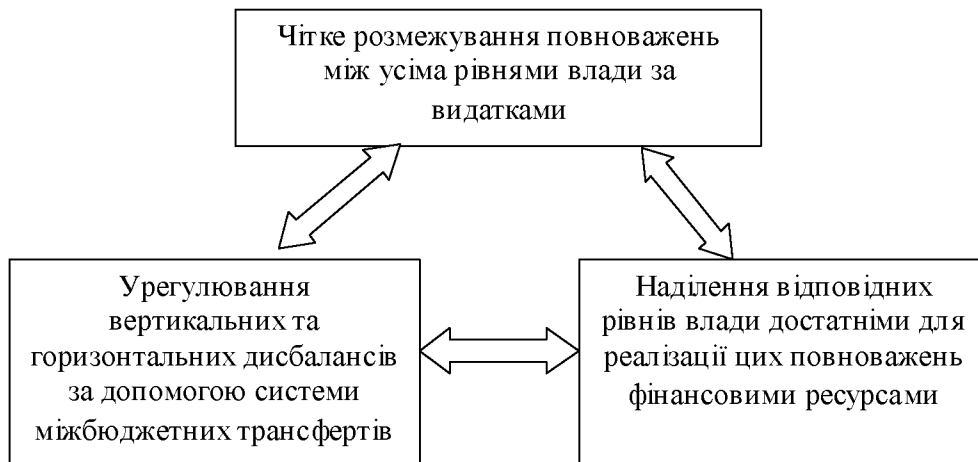 Чітке розмежування повноважень
між усіма рівнями влади за
видатками
Урегулювання
вертикальних та
горизонтальних дисбалансів
за допомогою системи
міжбюджетних трансфертів
Наділення відповідних
рівнів влади достатніми для
реалізації цих повноважень
фінансовими ресурсами